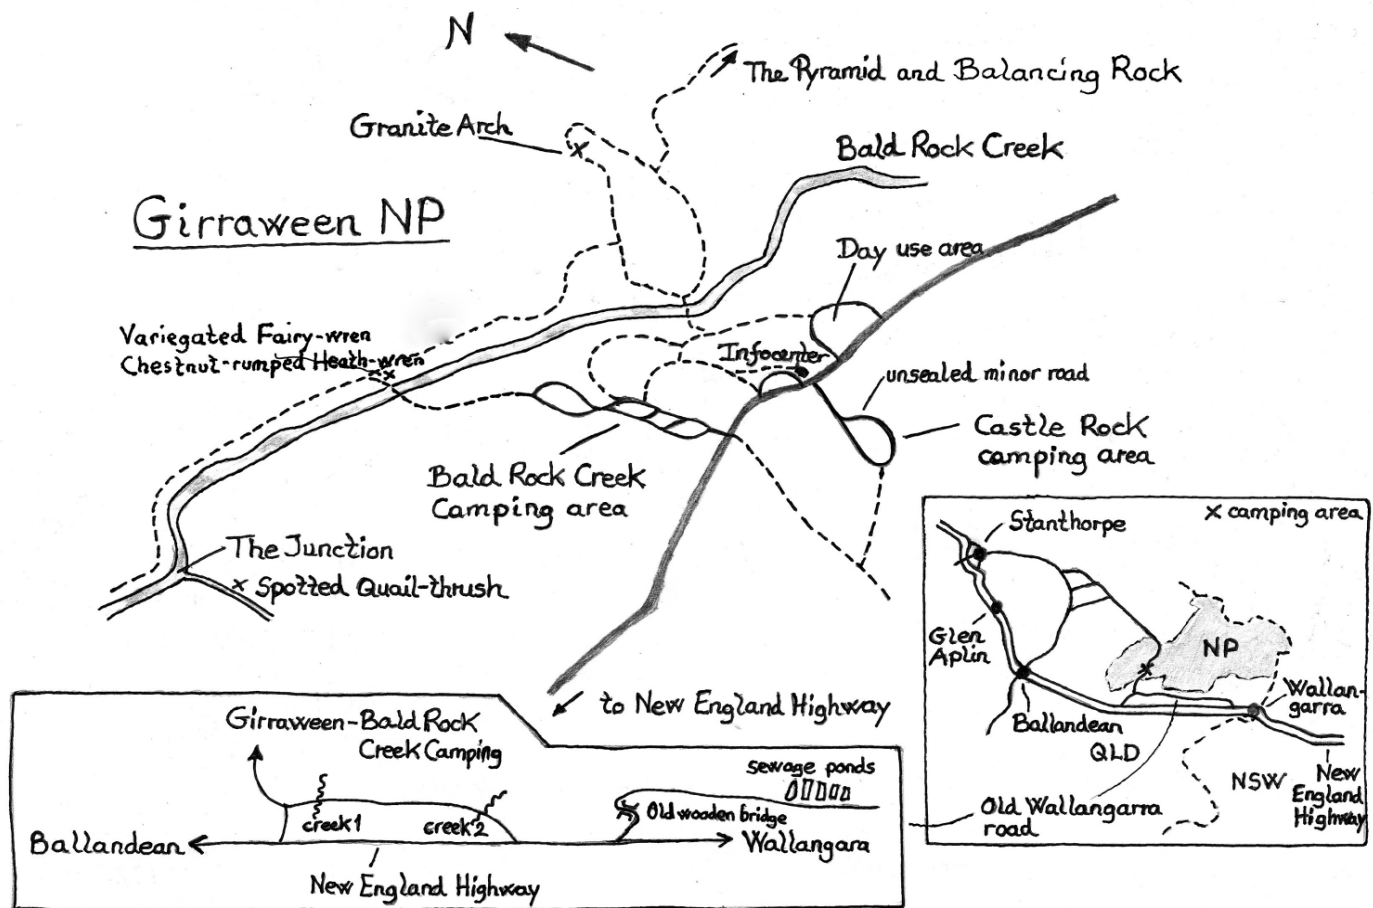 N
The Pyramid and Balancing Rock
Granite Arch
Bald Rock Creek
Girraween NP
Day use area
Variegated Fairy-wren
Chestnut-rumped Heath-wren
Infocenter
unsealed minor road
Castle Rock
camping area
Bald Rock Creek
Camping area
The Junction
x Spotted Quail-thrush
to New England Highway
x camping area
Stanthorpe
Glen
Aplin
NP
Wallan-
garra
Ballandean
QLD
NSW
New
England
Highway
Old Wallangarra
road
Girraween-Bald Rock
Creek Camping
sewage ponds
creek 1
creek 2
Old wooden bridge
Ballandean
Wallangara
New England Highway